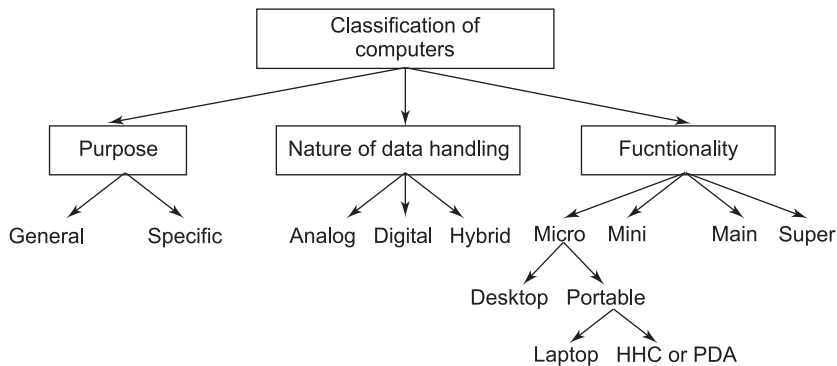 Classification of
computers
Purpose
Nature of data handling
Fucntionality
General
Specific
Analog
Digital
Hybrid
Micro
Mini
Main
Super
Desktop
Portable
Laptop
HHC or PDA